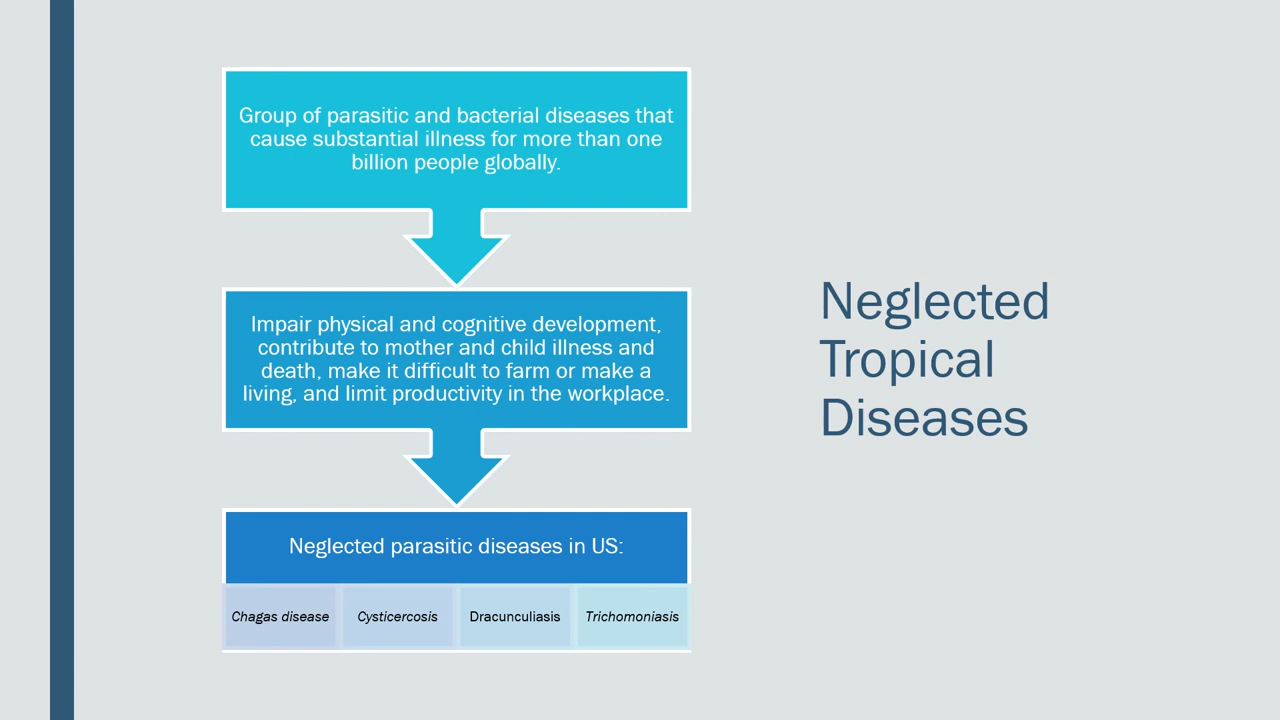 Group of parasitic and bacterial diseases that
cause substantial illness for more than one
billion people globally.
Impair physical and cognitive development,
contribute to mother and child illness and
death, make it difficult to farm or make a
living, and limit productivity in the workplace.
Neglected parasitic diseases in US:
Chagas disease
Cysticercosis
Dracunculiasis
Trichomoniasis
Neglected
Tropical
Diseases